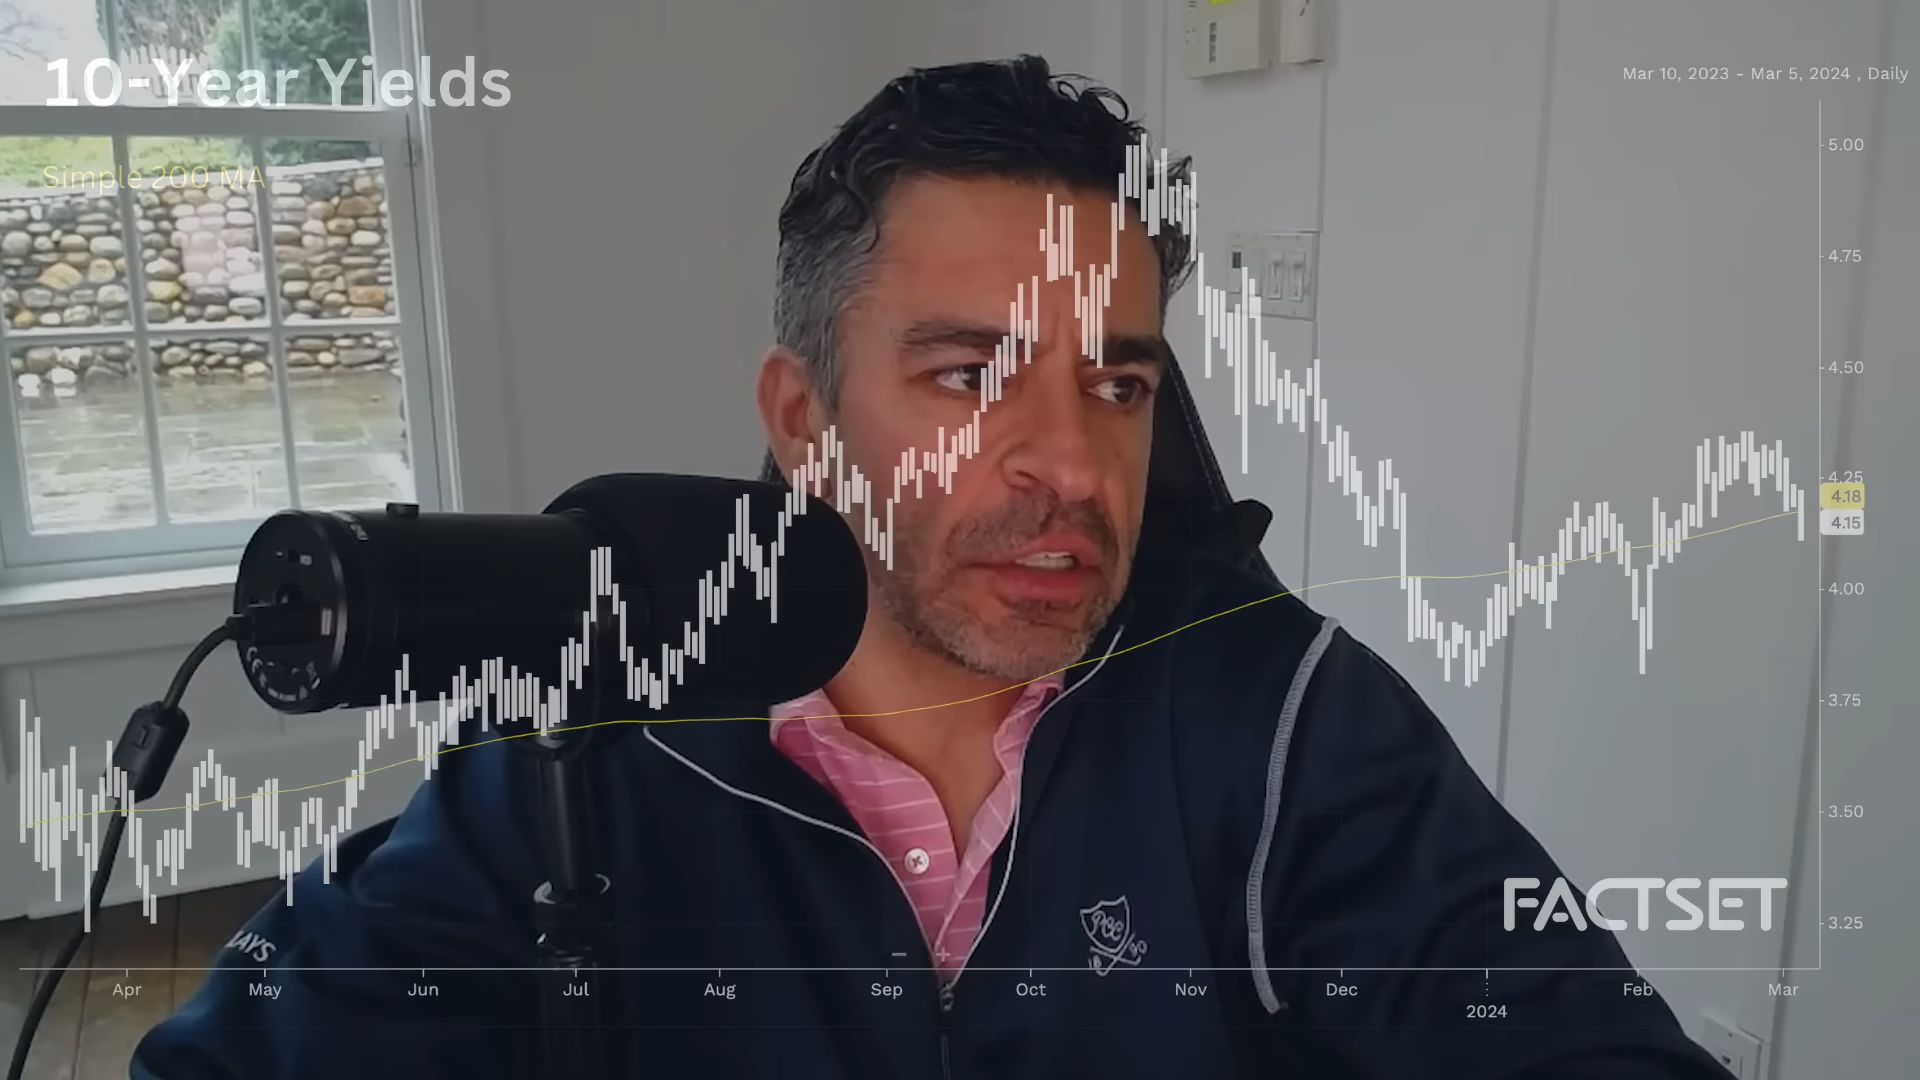 10-Year Yields
Mar 10, 2023 - Mar 5, 2024 , Daily
Simple 200 MA
5.00
4.75
4.50
4.25
4.18
4.15
4.00
3.75
3.50
3.25
FACTSET
Apr May Jun Jul Aug Sep Oct Nov Dec Feb Mar
2024